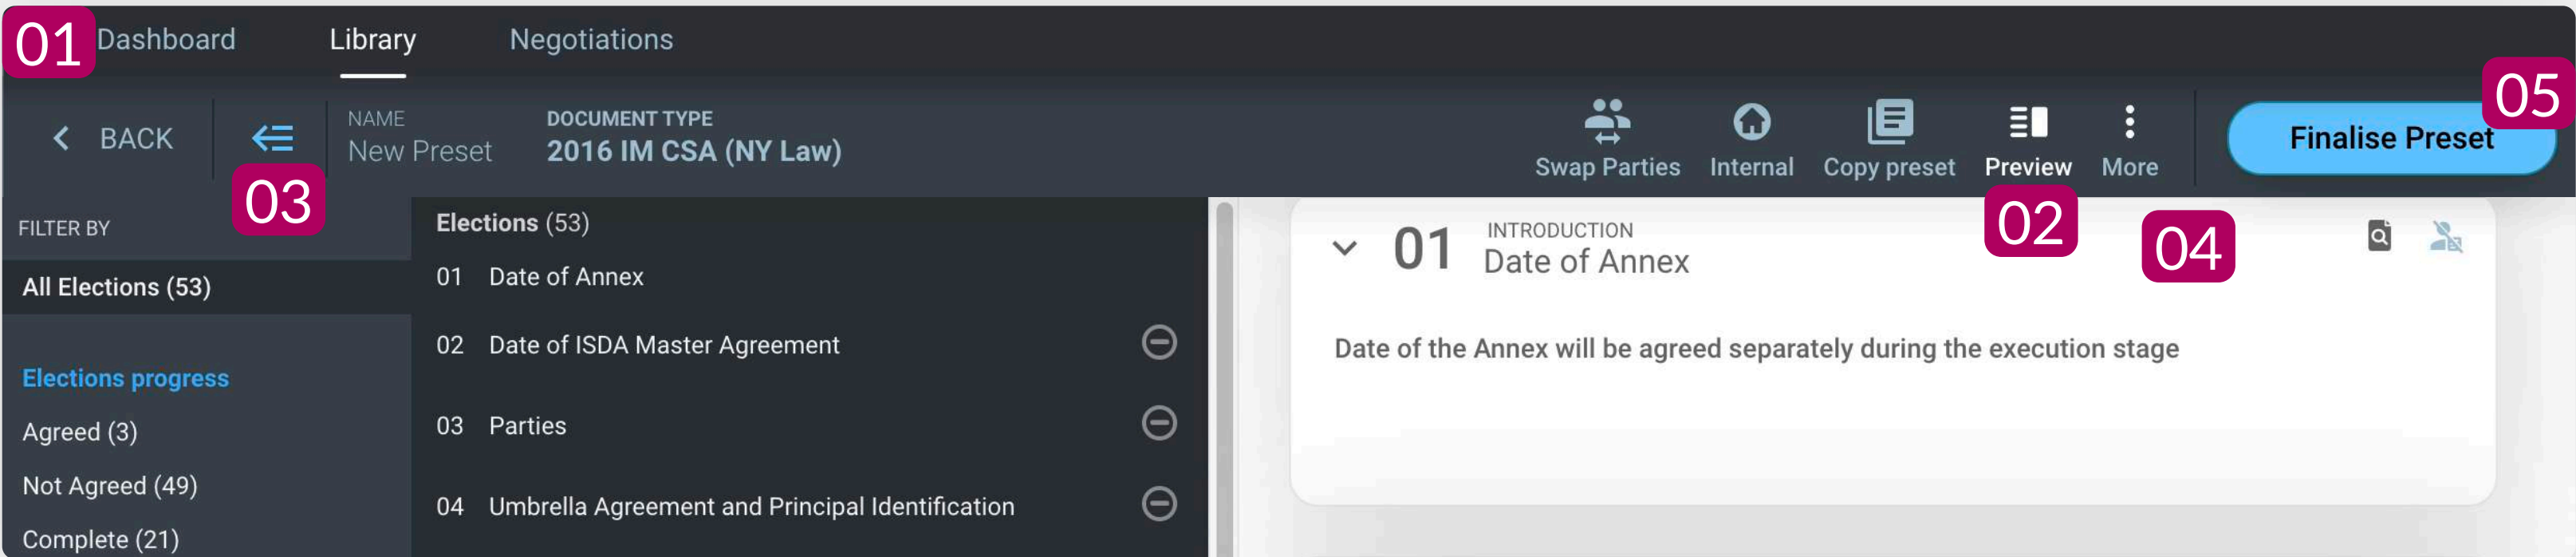 01 Dashboard Library Negotiations
05
BACK
NAME
New Preset
DOCUMENT TYPE
2016 IM CSA (NY Law)
Swap Parties
Internal
Copy preset
Preview
More
Finalise Preset
03
02
04
FILTER BY
All Elections (53)
Elections progress
Agreed (3)
Not Agreed (49)
Complete (21)
Elections (53)
01 Date of Annex
02 Date of ISDA Master Agreement
03 Parties
04 Umbrella Agreement and Principal Identification
01
INTRODUCTION
Date of Annex
Date of the Annex will be agreed separately during the execution stage